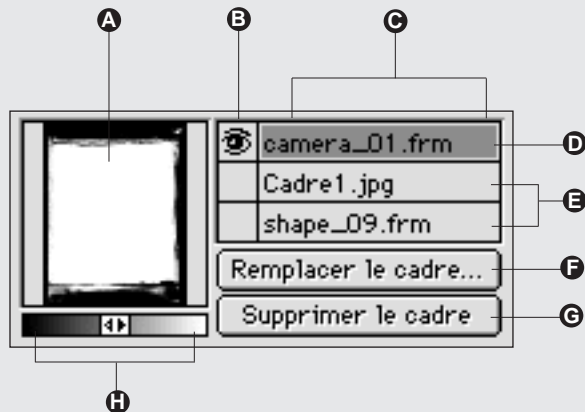 A
B
C
camera_01.frm
D
Cadre1.jpg
E
shape_09.frm
Remplacer le cadre...
F
Supprimer le cadre
G
H